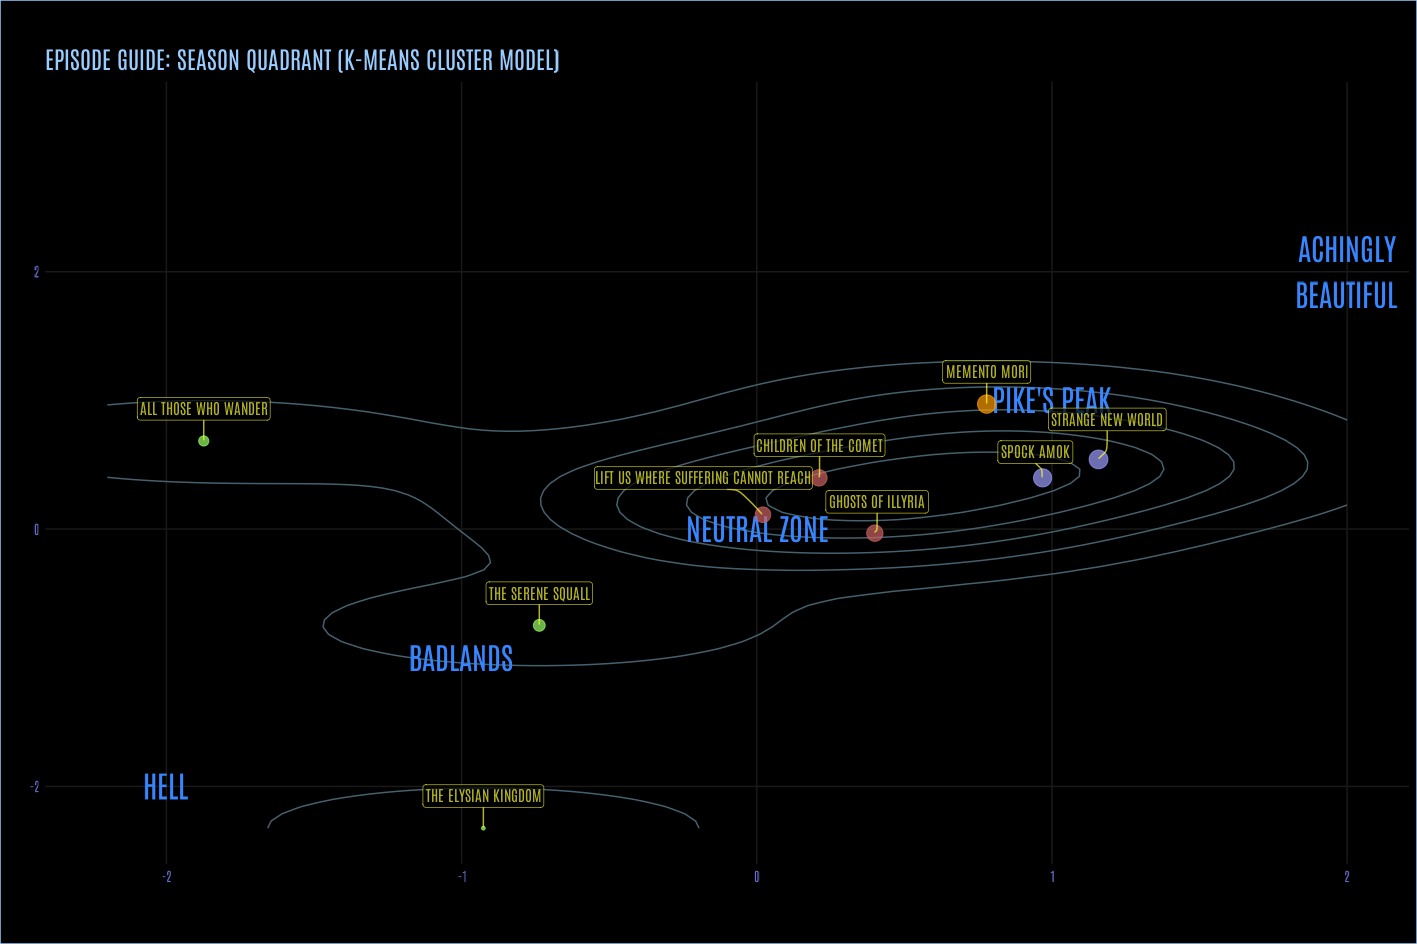 EPISODE GUIDE: SEASON QUADRANT (K-MEANS CLUSTER MODEL)
ACHINGLY
BEAUTIFUL
2
MEMENTO MORI
PIKE'S PEAK
ALL THOSE WHO WANDER
STRANGE NEW WORLD
CHILDREN OF THE COMET
SPOCK AMOK
LIFT US WHERE SUFFERING CANNOT REACH
GHOSTS OF ILLYRIA
0
NEUTRAL ZONE
THE SERENE SQUALL
BADLANDS
-2
HELL
THE ELYSIAN KINGDOM
-2
-1
0
1
2